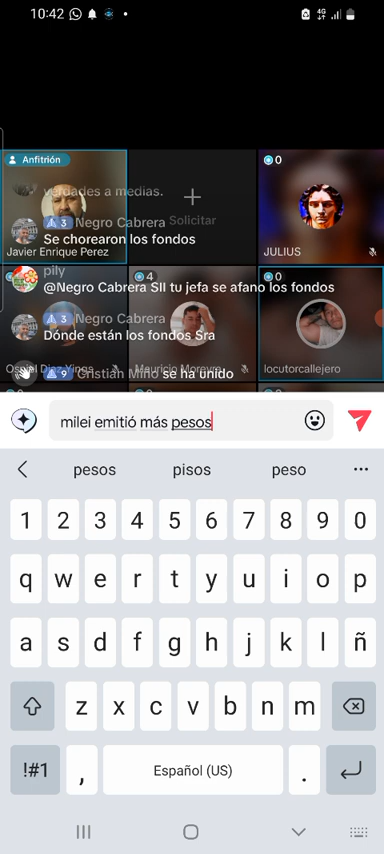 10:42
4G
Anfitrión
0
verdades a medias.
3 Negro Cabrera
Solicitar
Se chorearon los fondos
Javier Enrique Perez
JULIUS
pily
4
0
@Negro Cabrera SII tu jefa se afano los fondos
3 Negro Cabrera
Dónde están los fondos Sra
Mauricio Moreyra
locutorcallejero
9 Cristian Miño se ha unido
milei emitió más pesos
pesos pisos peso
1 2 3 4 5 6 7 8 9 0
q w e r t y u i o p
a s d f g h j k l ñ
z x c v b n m
!#1 , Español (US) .